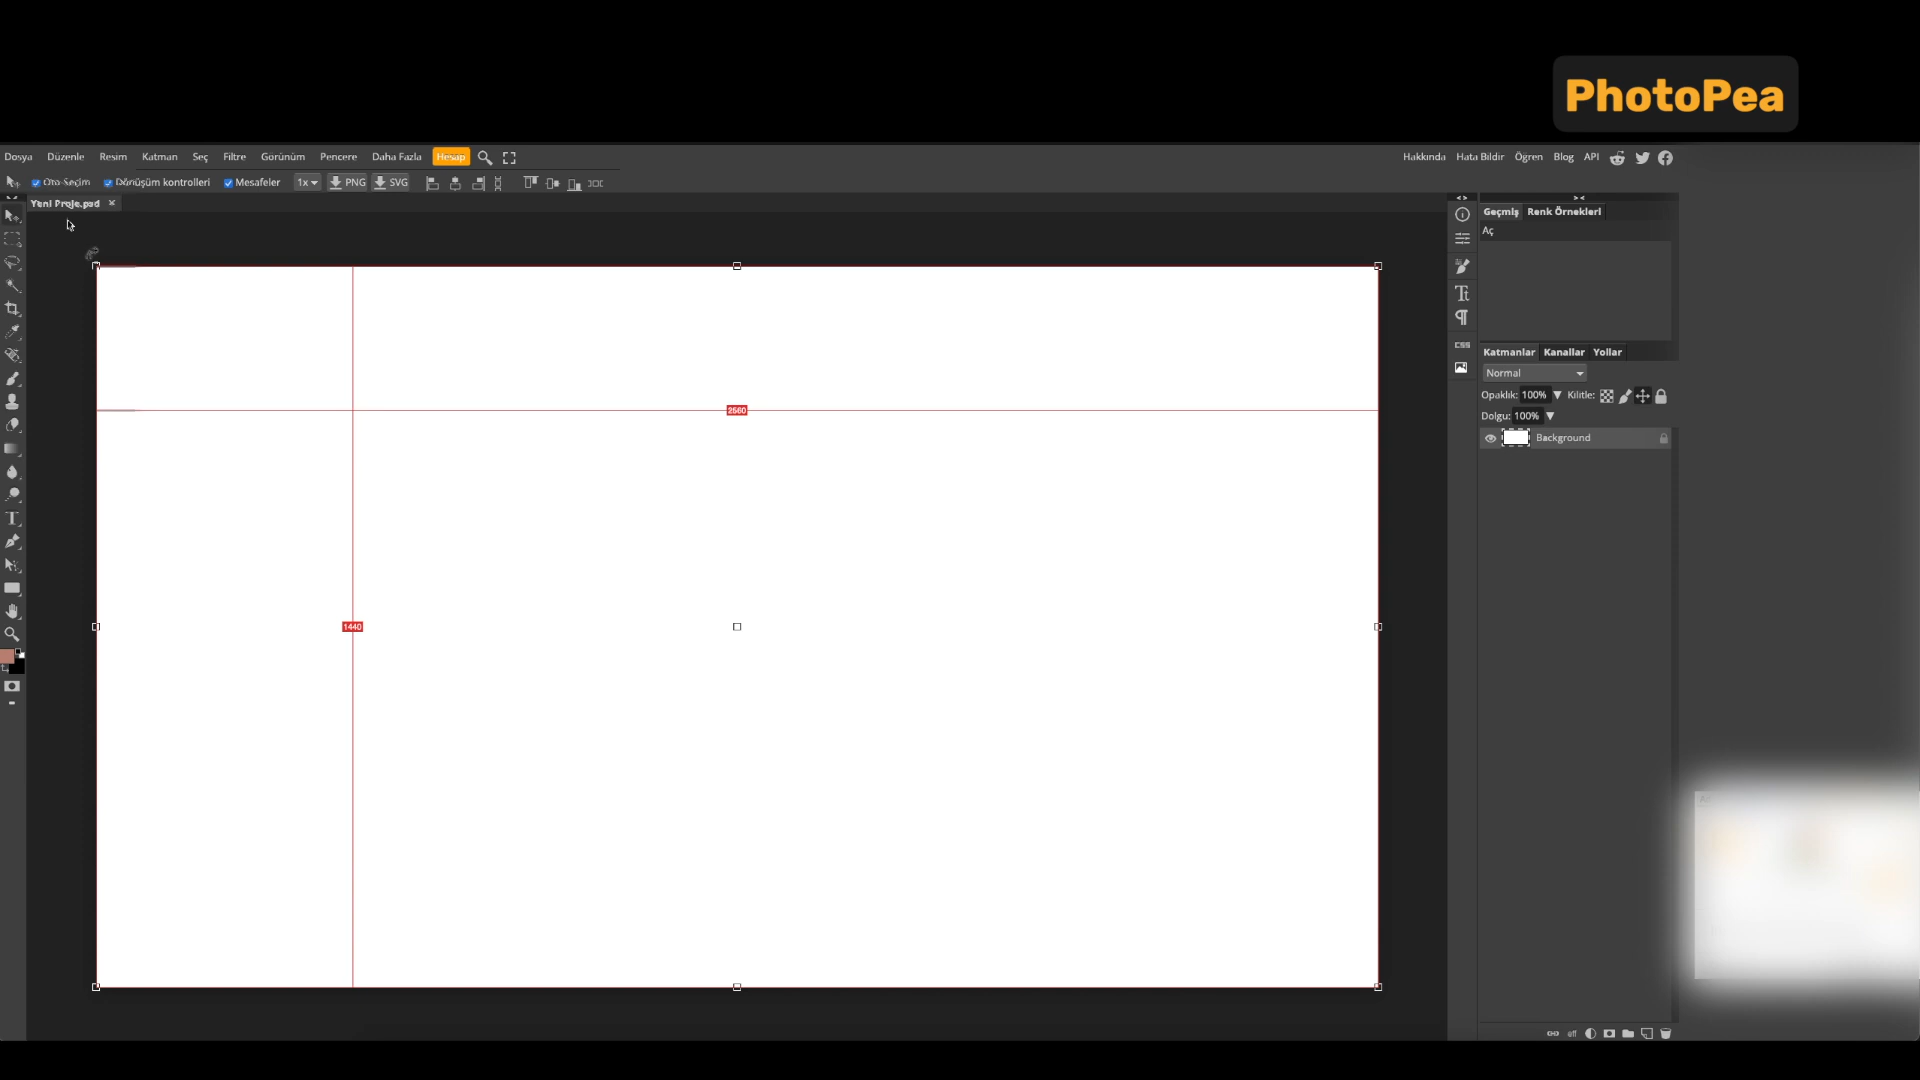 PhotoPea
Dosya Düzenle Resim Katman Seç Filtre Görünüm Pencere Daha Fazla Hesap Hakkında Hata Bildir Öğren Blog API
Oto-Seçim Dönüşüm kontrolleri Mesafeler 1x PNG SVG
Yeni Proje.psd
Geçmiş Renk Örnekleri
Aç
Katmanlar Kanallar Yollar
Normal
Opaklık: 100% Kilitle:
Dolgu: 100%
Background
CSS
2560
1440
eff